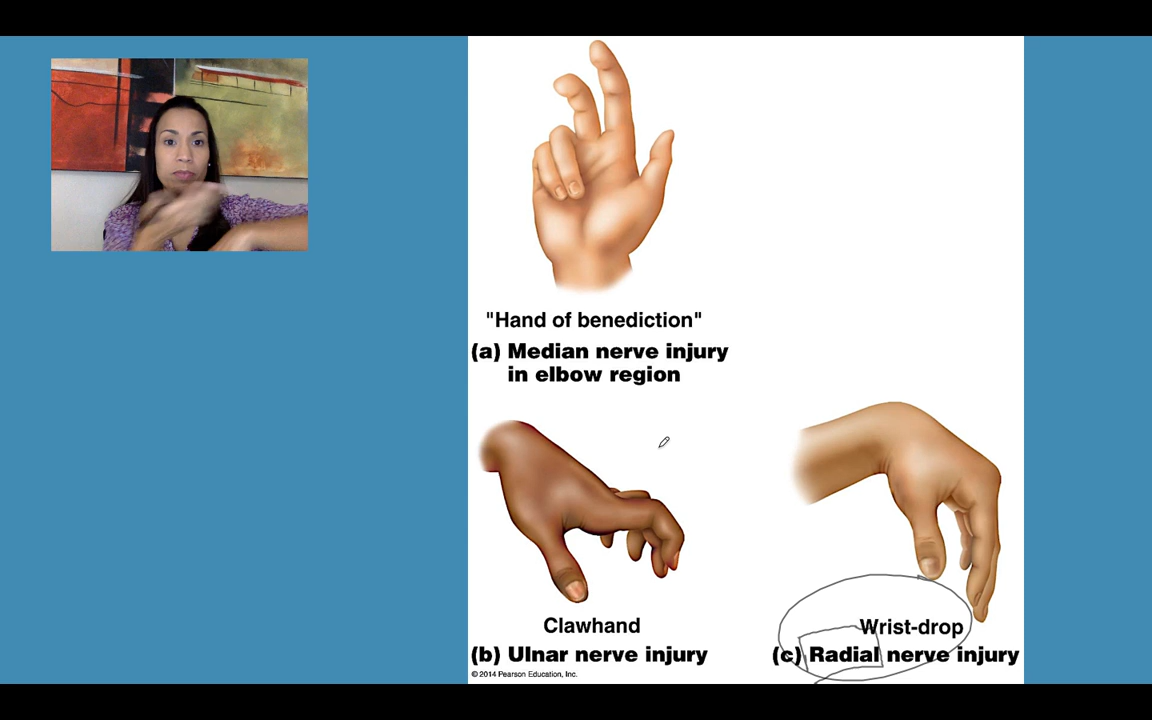 "Hand of benediction"
(a) Median nerve injury
in elbow region
Clawhand
(b) Ulnar nerve injury
© 2014 Pearson Education, Inc.
Wrist-drop
(c) Radial nerve injury